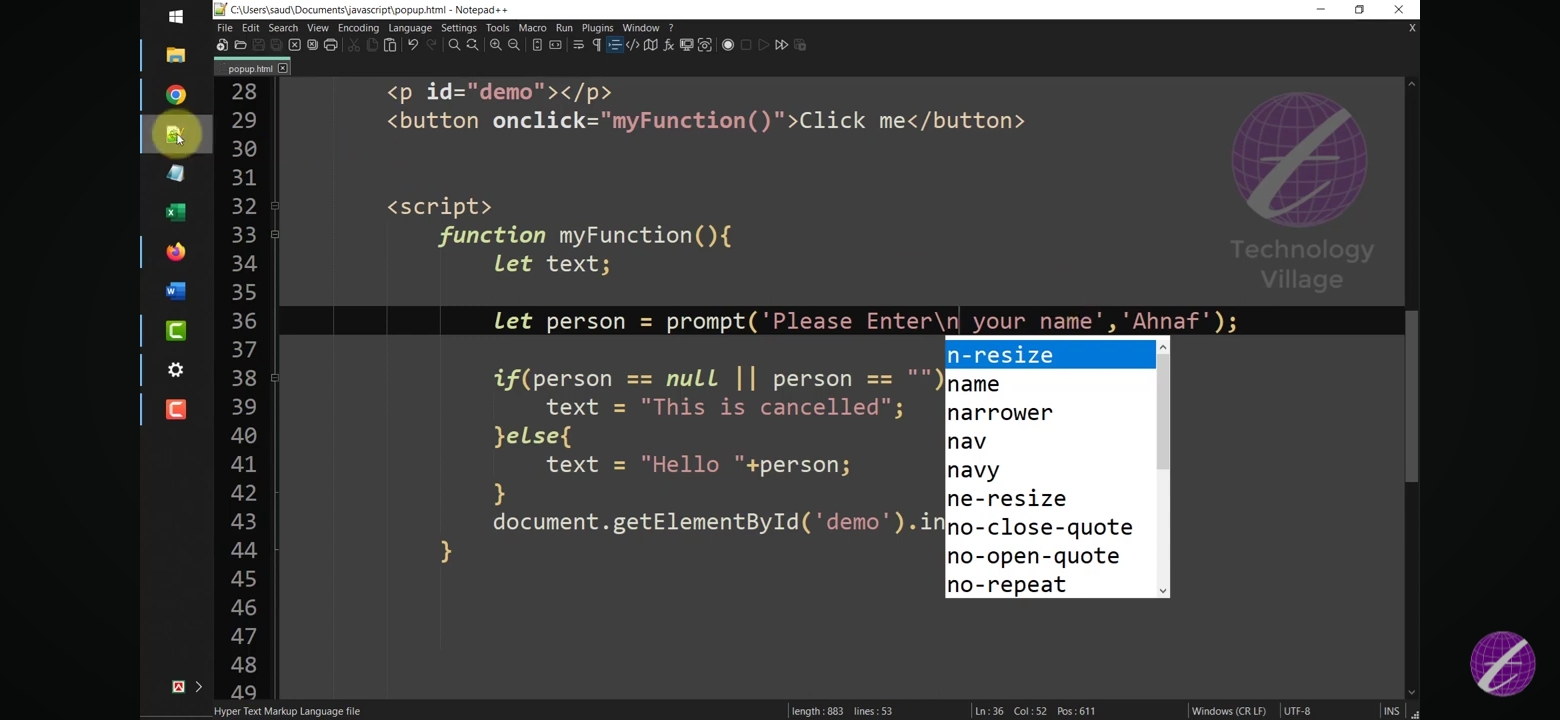 C:\Users\saud\Documents\javascript\popup.html - Notepad++
File Edit Search View Encoding Language Settings Tools Macro Run Plugins Window ? X
popup.html
28 <p id="demo"></p>
29 <button onclick="myFunction()">Click me</button>
30
31
32 <script>
33 function myFunction(){
34 let text;
35
36 let person = prompt('Please Enter\n your name','Ahnaf');
37
38 if(person == null || person == "")
39 text = "This is cancelled";
40 }else{
41 text = "Hello "+person;
42 }
43 document.getElementById('demo').in
44 }
45
46
47
48
49
n-resize
name
narrower
nav
navy
ne-resize
no-close-quote
no-open-quote
no-repeat
Technology
Village
Hyper Text Markup Language file length : 883 lines : 53 Ln : 36 Col : 52 Pos : 611 Windows (CR LF) UTF-8 INS